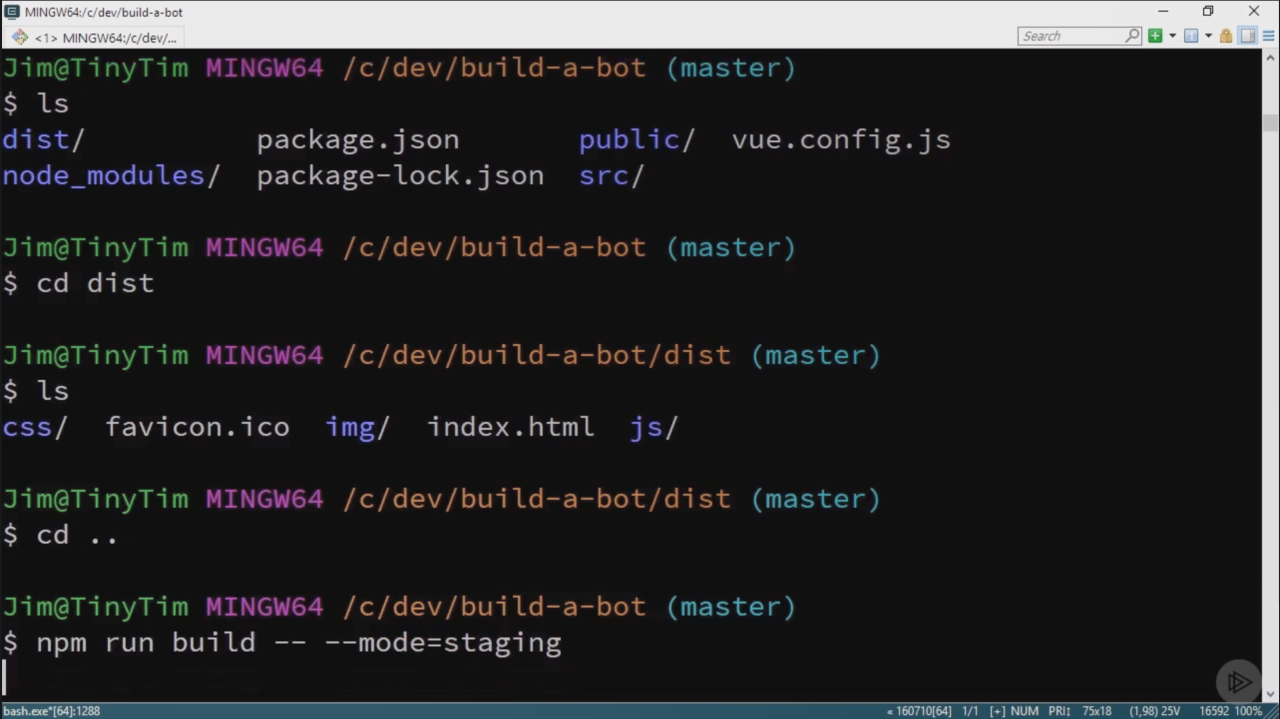 MINGW64:/c/dev/build-a-bot
<1> MINGW64:/c/dev/...
Search
Jim@TinyTim MINGW64 /c/dev/build-a-bot (master)
$ ls
dist/ package.json public/ vue.config.js
node_modules/ package-lock.json src/
Jim@TinyTim MINGW64 /c/dev/build-a-bot (master)
$ cd dist
Jim@TinyTim MINGW64 /c/dev/build-a-bot/dist (master)
$ ls
css/ favicon.ico img/ index.html js/
Jim@TinyTim MINGW64 /c/dev/build-a-bot/dist (master)
$ cd ..
Jim@TinyTim MINGW64 /c/dev/build-a-bot (master)
$ npm run build -- --mode=staging
bash.exe*[64]:1288 « 160710[64] 1/1 [+] NUM PRI↕ 75x18 (1,98) 25V 16592 100%